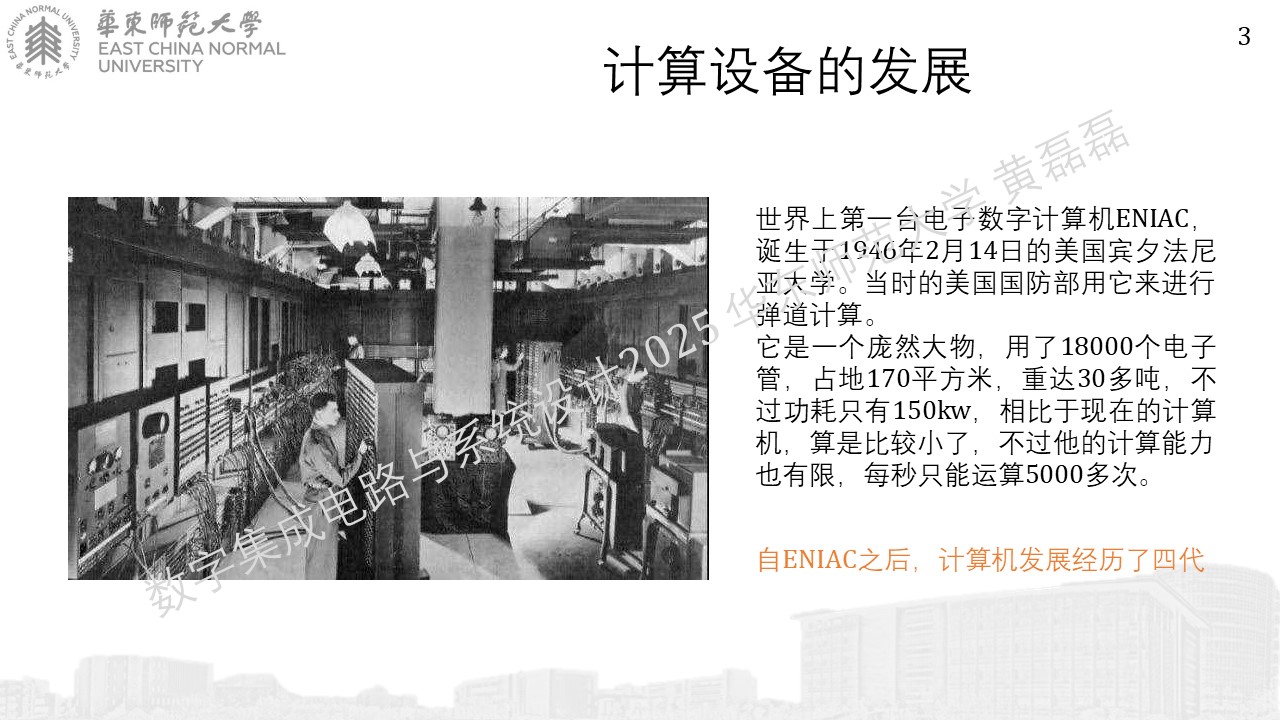 華東師範大學
EAST CHINA NORMAL
UNIVERSITY
EAST CHINA NORMAL UNIVERSITY
華東師範大學
3
计算设备的发展
世界上第一台电子数字计算机ENIAC，
诞生于1946年2月14日的美国宾夕法尼
亚大学。当时的美国国防部用它来进行
弹道计算。
它是一个庞然大物，用了18000个电子
管，占地170平方米，重达30多吨，不
过功耗只有150kw，相比于现在的计算
机，算是比较小了，不过他的计算能力
也有限，每秒只能运算5000多次。
自ENIAC之后，计算机发展经历了四代
数字集成电路与系统设计2025 华东师范大学 黄磊磊